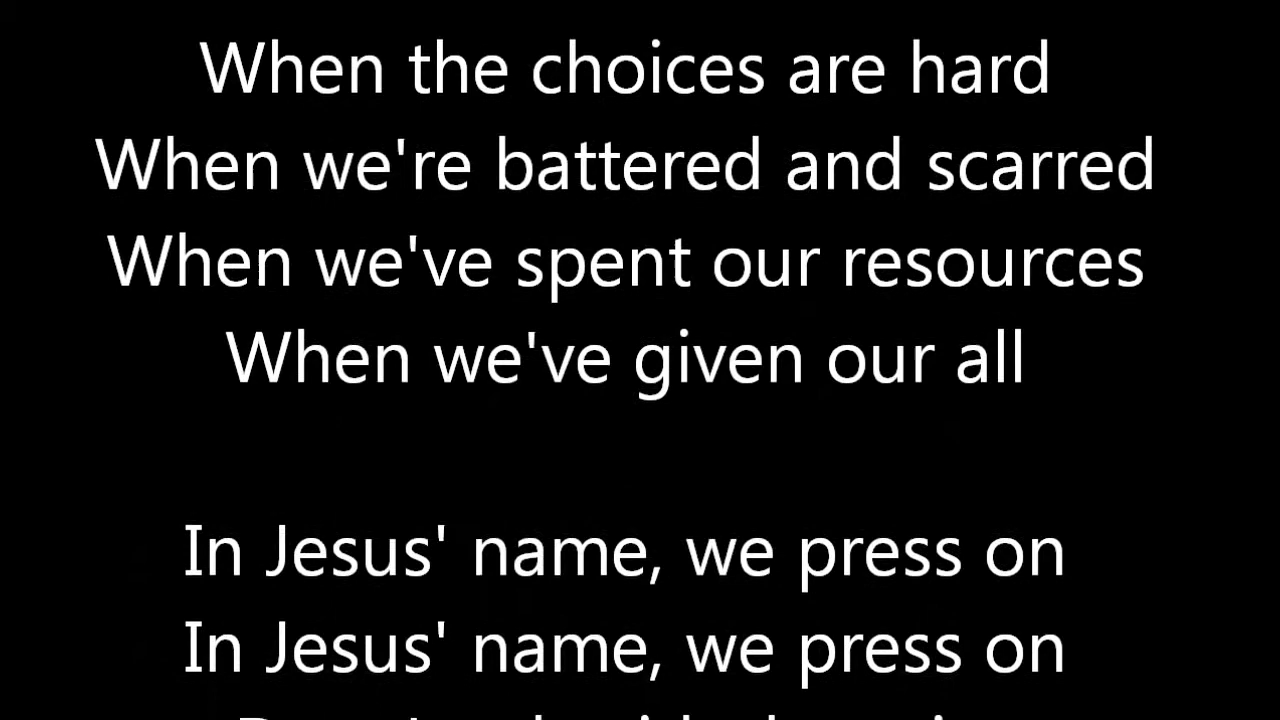 When the choices are hard
When we're battered and scarred
When we've spent our resources
When we've given our all
In Jesus' name, we press on
In Jesus' name, we press on